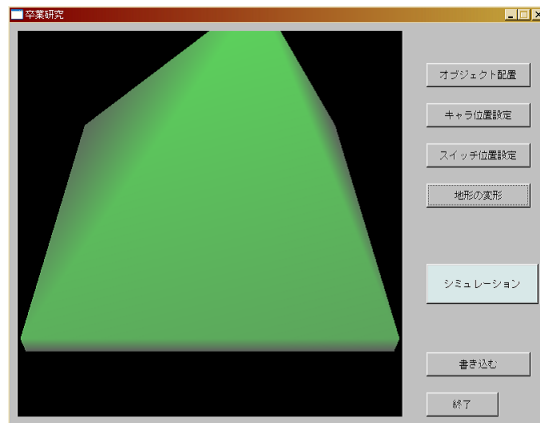 卒業研究
オブジェクト配置
キャラ位置設定
スイッチ位置設定
地形の変形
シミュレーション
書き込む
終了